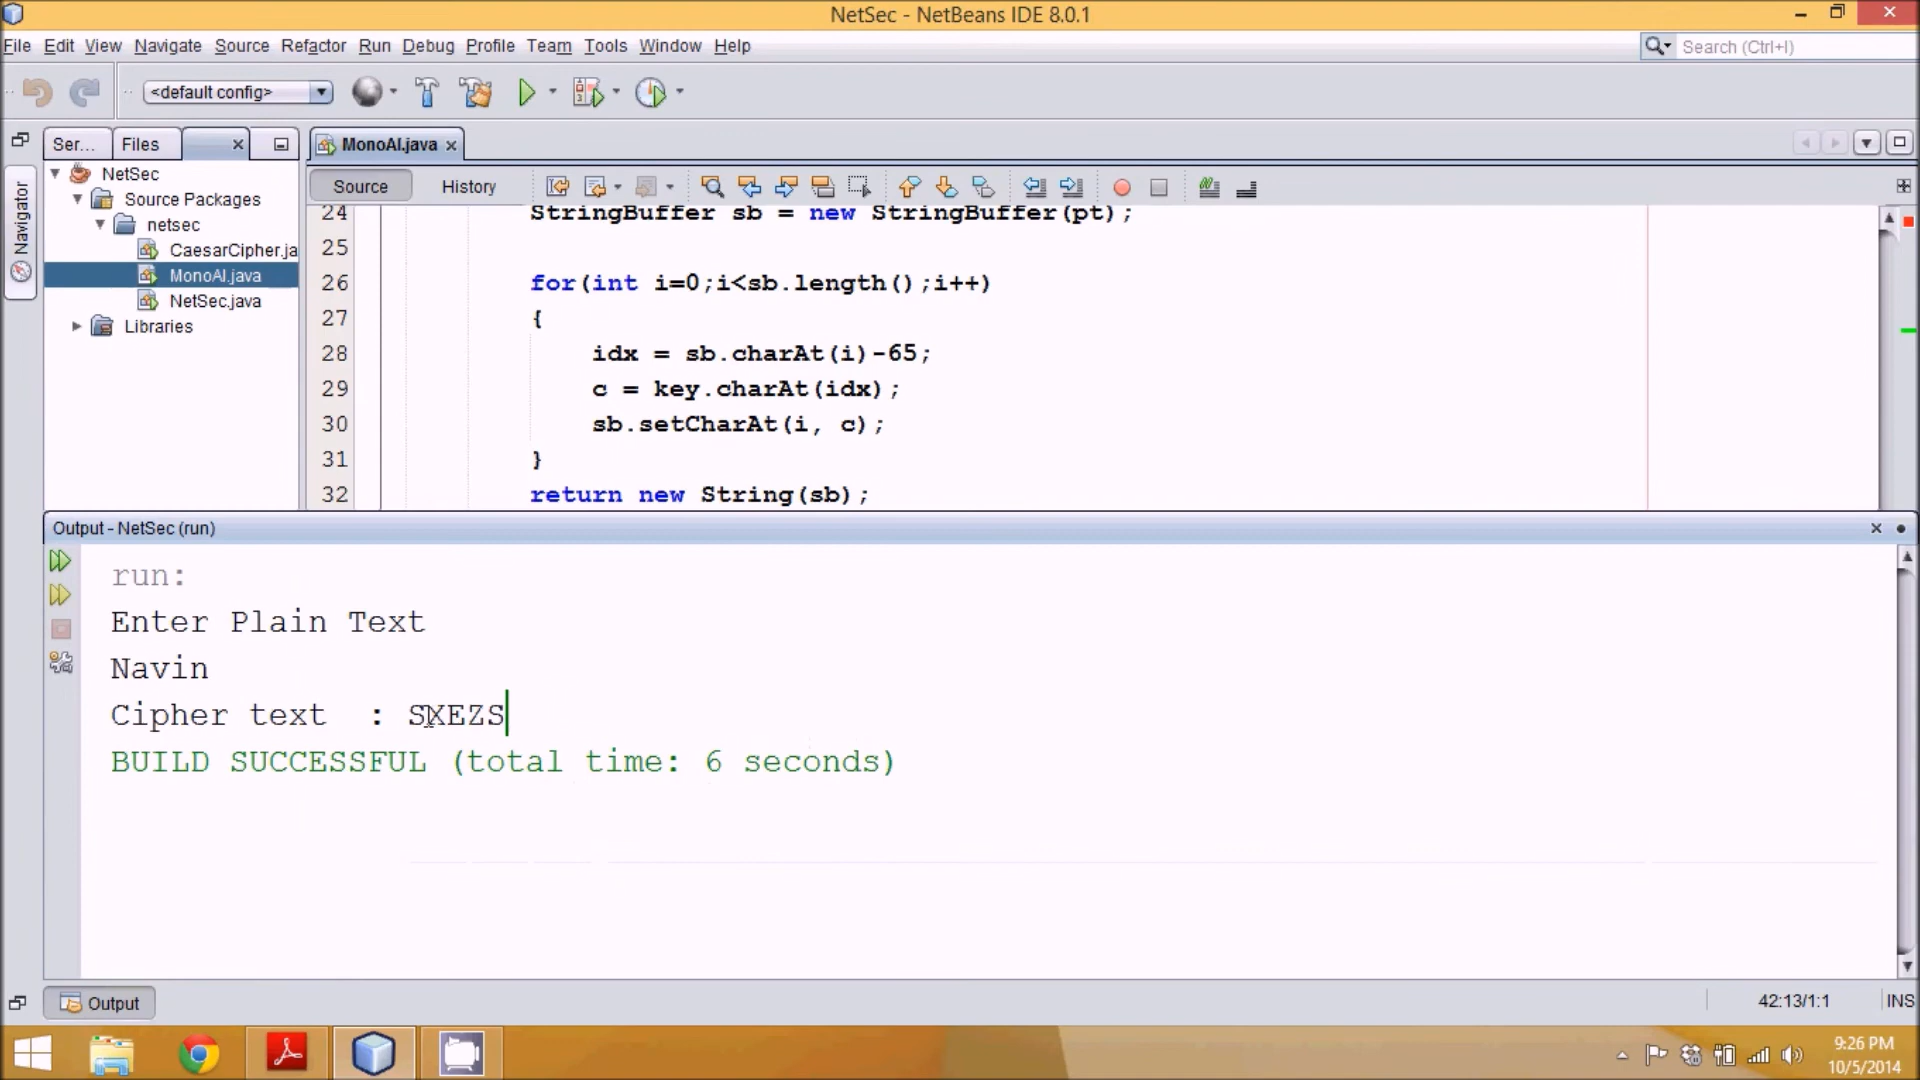 NetSec - NetBeans IDE 8.0.1
File Edit View Navigate Source Refactor Run Debug Profile Team Tools Window Help
Search (Ctrl+I)
<default config>
Ser... Files
MonoAl.java
Navigator
NetSec
Source Packages
netsec
CaesarCipher.ja
MonoAl.java
NetSec.java
Libraries
Source History
24 StringBuffer sb = new StringBuffer(pt);
25
26 for(int i=0;i<sb.length();i++)
27 {
28 idx = sb.charAt(i)-65;
29 c = key.charAt(idx);
30 sb.setCharAt(i, c);
31 }
32 return new String(sb);
Output - NetSec (run)
run:
Enter Plain Text
Navin
Cipher text : SXEZS
BUILD SUCCESSFUL (total time: 6 seconds)
Output
42:13/1:1 INS
9:26 PM
10/5/2014